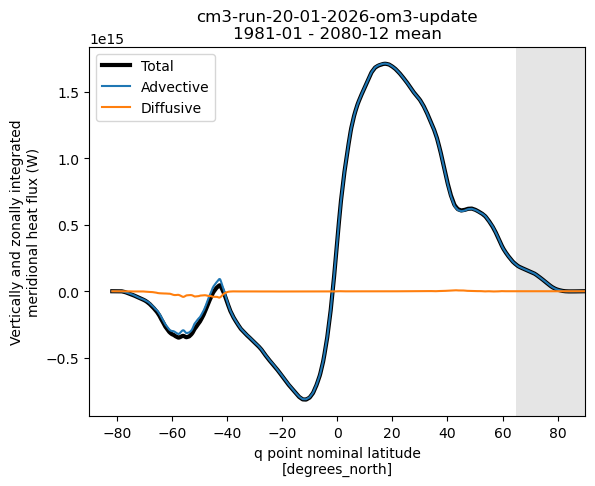 cm3-run-20-01-2026-om3-update
1981-01 - 2080-12 mean
1e15
Total
Advective
Diffusive
1.5
1.0
0.5
0.0
−0.5
Vertically and zonally integrated
meridional heat flux (W)
−80 −60 −40 −20 0 20 40 60 80
q point nominal latitude
[degrees_north]